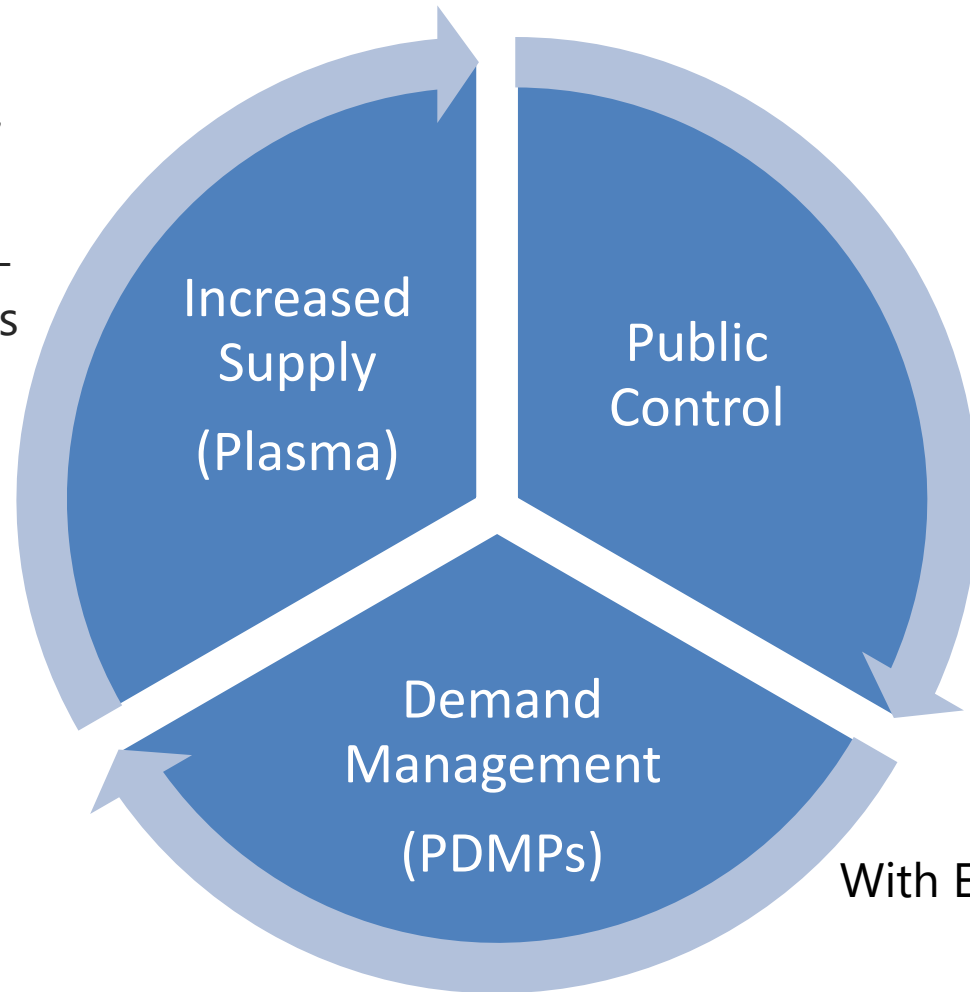 Increased
Supply
(Plasma)
Public
Control
Demand
Management
(PDMPs)
With